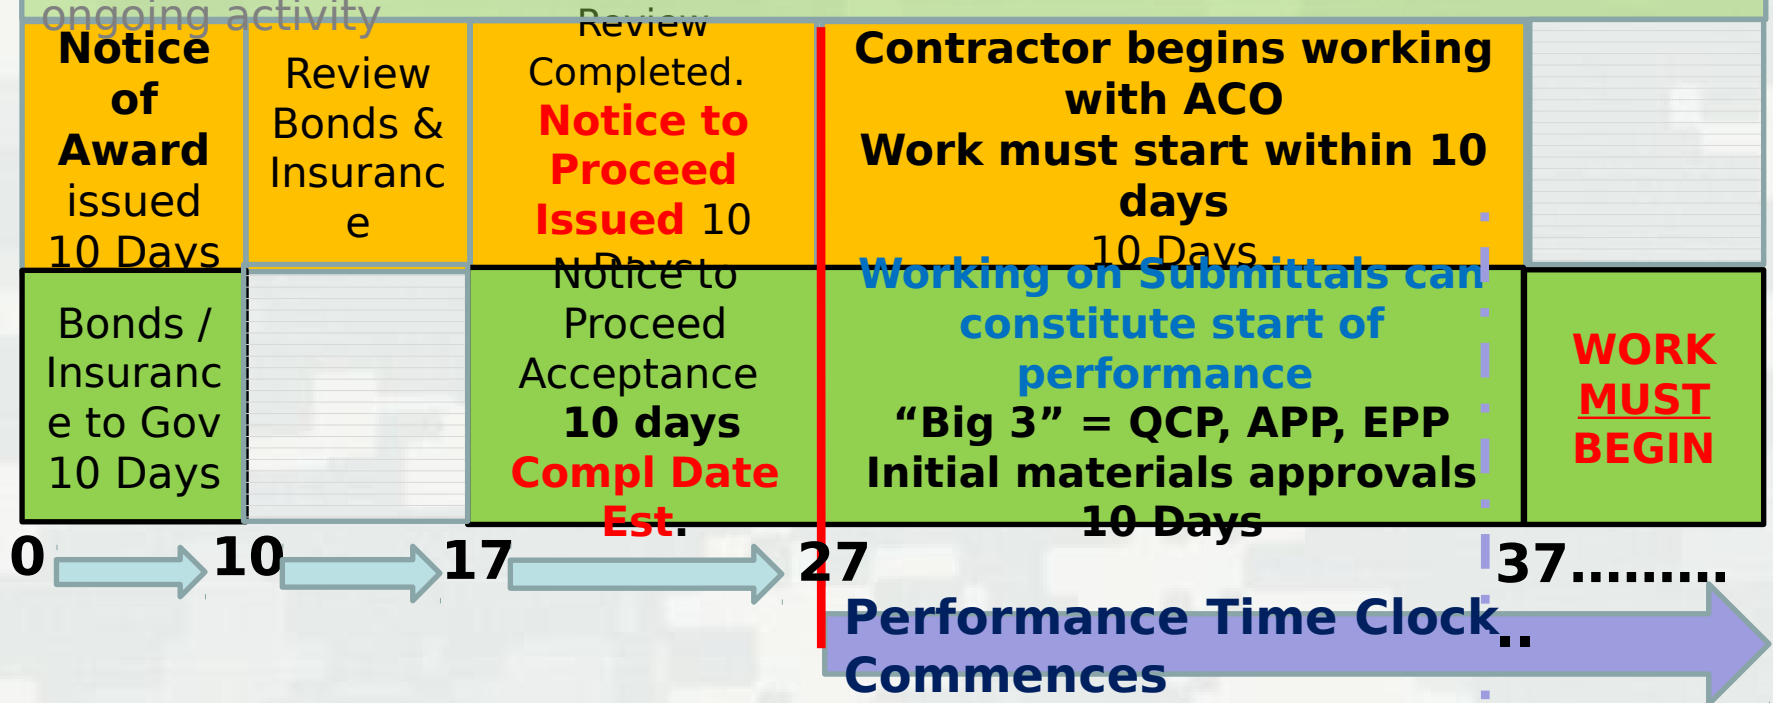 ongoing activity
Notice
of
Award
issued
10 Days
Review
Bonds &
Insuranc
e
Review
Completed.
Notice to
Proceed
Issued 10
Days
Contractor begins working
with ACO
Work must start within 10
days
10 Days
Bonds /
Insuranc
e to Gov
10 Days
Notice to
Proceed
Acceptance
10 days
Compl Date
Est.
Working on Submittals can
constitute start of
performance
“Big 3” = QCP, APP, EPP
Initial materials approvals
10 Days
WORK
MUST
BEGIN
0
10
17
27
37………
..
Performance Time Clock
Commences